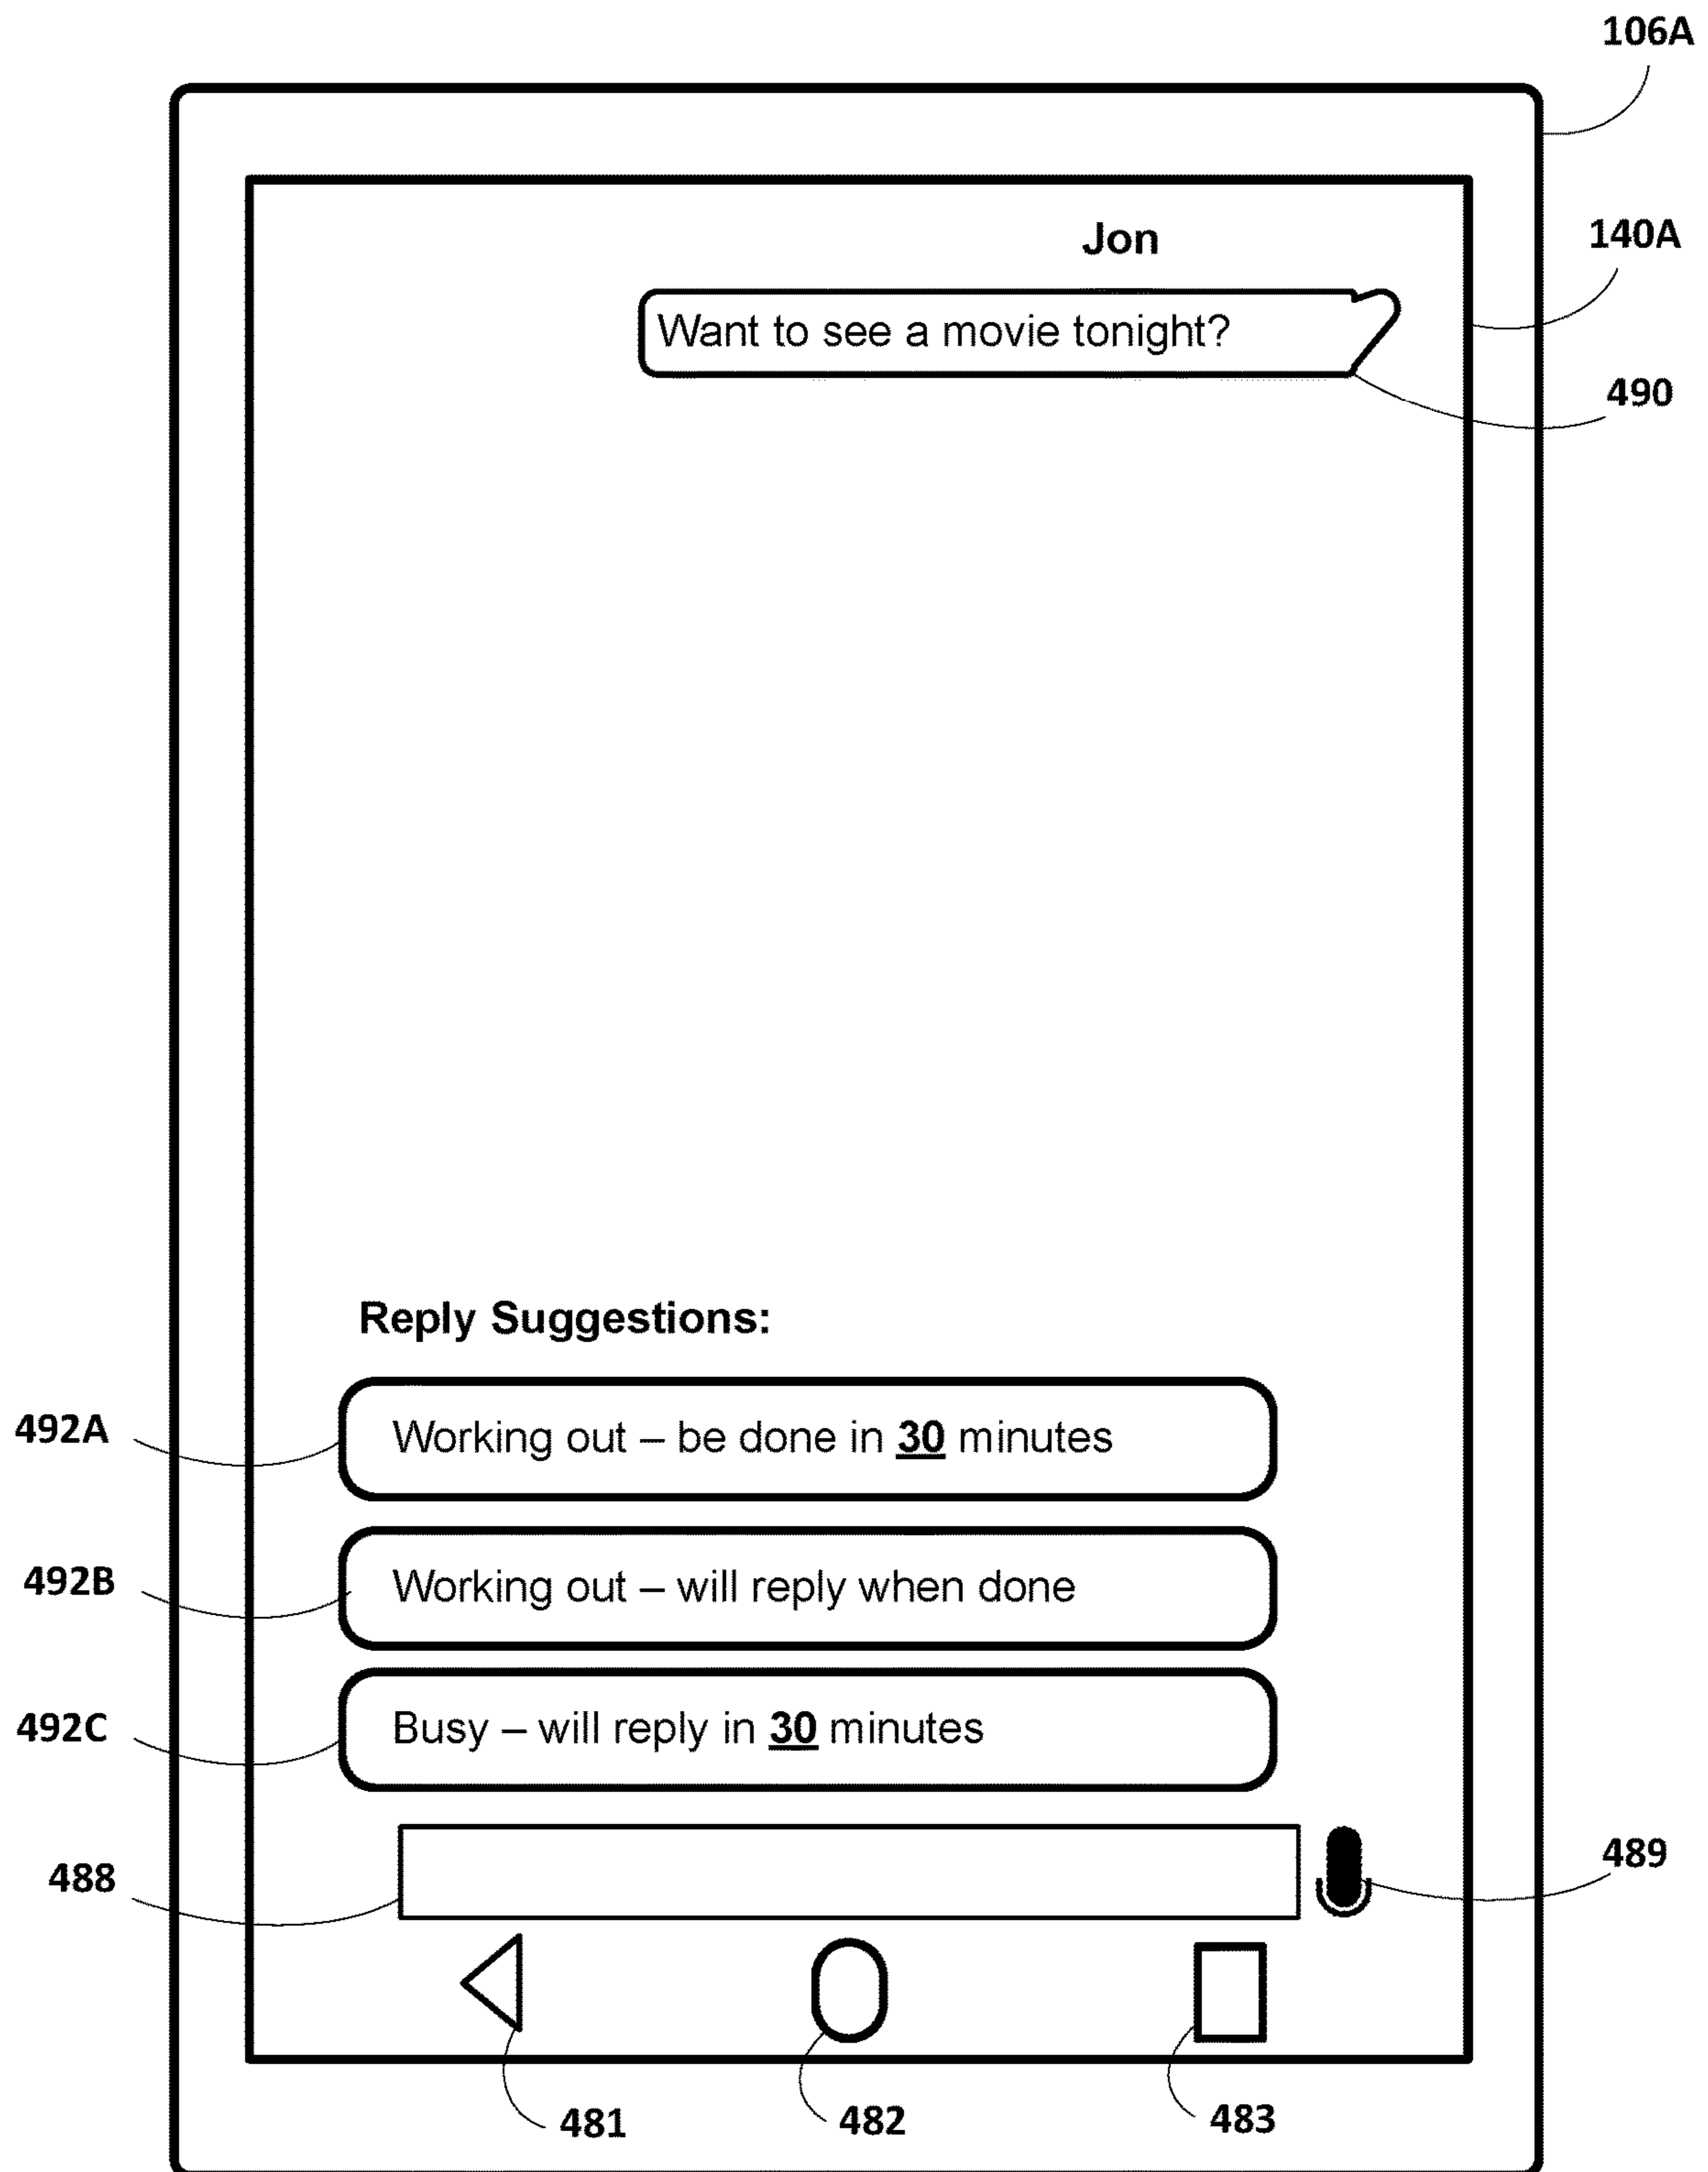 106A
Jon
140A
Want to see a movie tonight?
490
Reply Suggestions:
492A
Working out – be done in 30 minutes
492B
Working out – will reply when done
492C
Busy – will reply in 30 minutes
488
489
481
482
483